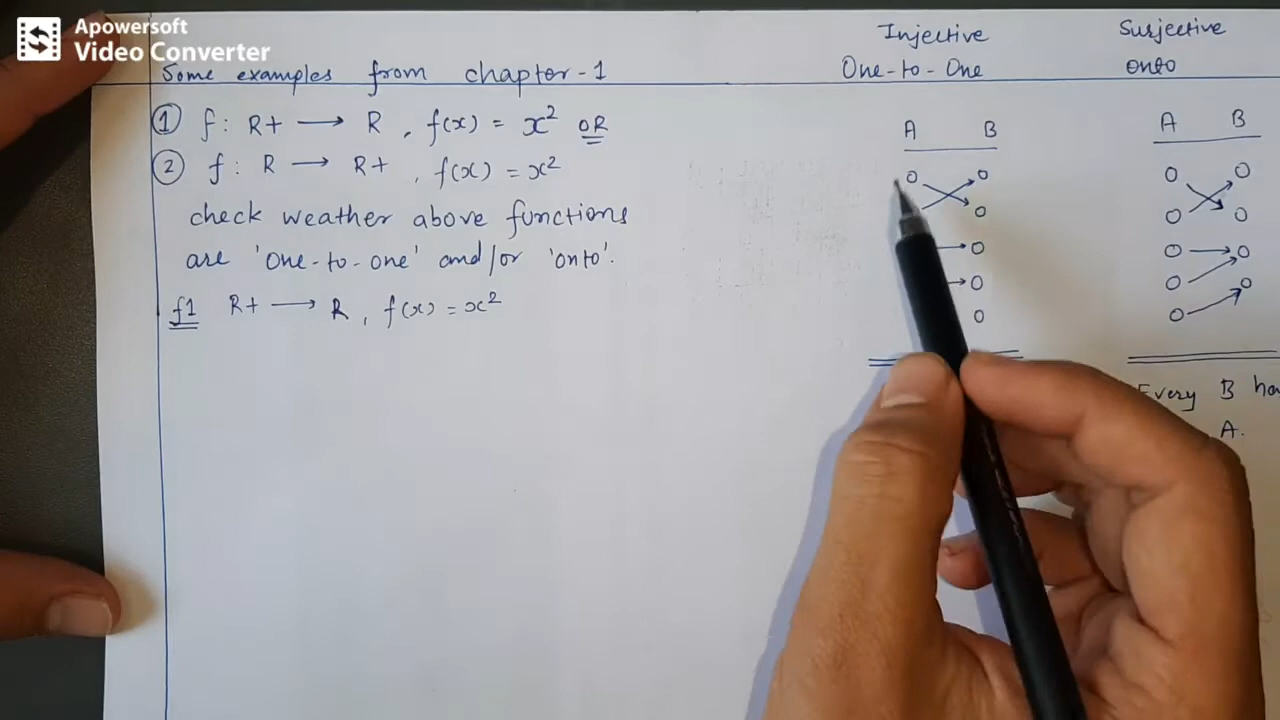 Apowersoft
Video Converter
Some examples from chapter-1
① f: R+ ⟶ R , f(x) = x² OR
② f: R ⟶ R+ , f(x) = x²
check weather above functions
are 'one-to-one' and/or 'onto'.
f1 R+ ⟶ R, f(x) = x²
Injective
One-to-One
A B
Surjective
onto
A B
Every B ha
A.